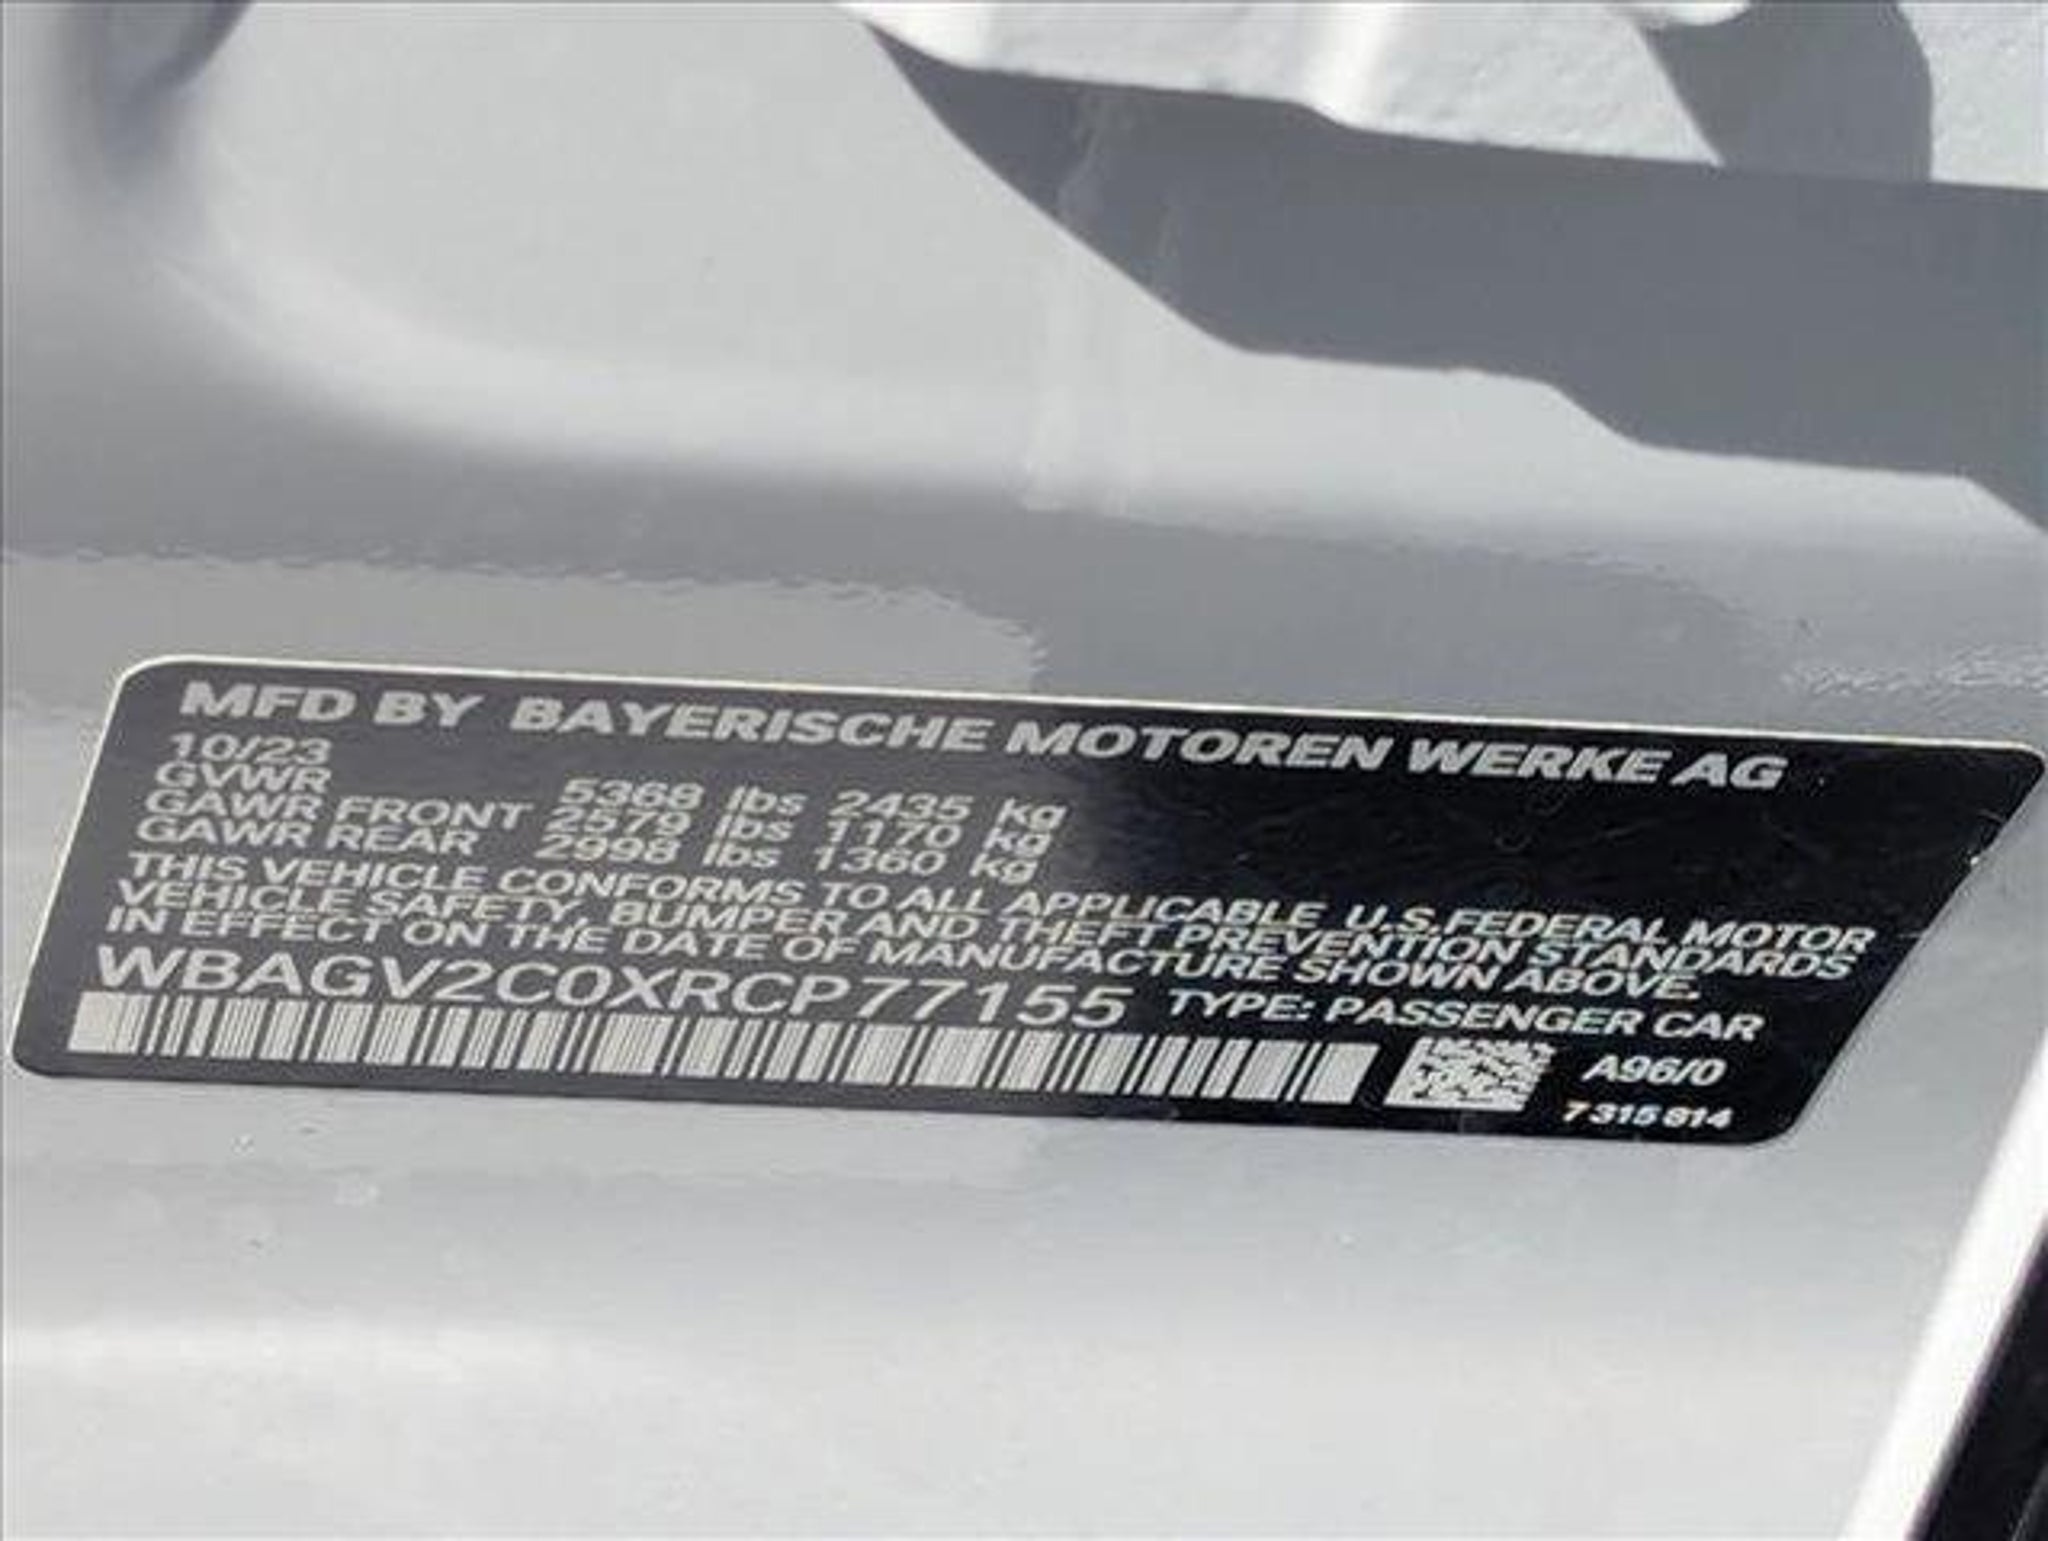 MFD BY BAYERISCHE MOTOREN WERKE AG
10/23
GVWR 5368 lbs 2435 kg
GAWR FRONT 2579 lbs 1170 kg
GAWR REAR 2998 lbs 1360 kg
THIS VEHICLE CONFORMS TO ALL APPLICABLE U.S.FEDERAL MOTOR
VEHICLE SAFETY, BUMPER AND THEFT PREVENTION STANDARDS
IN EFFECT ON THE DATE OF MANUFACTURE SHOWN ABOVE.
WBAGV2C0XRCP77155 TYPE: PASSENGER CAR
A96/0
7 315 814